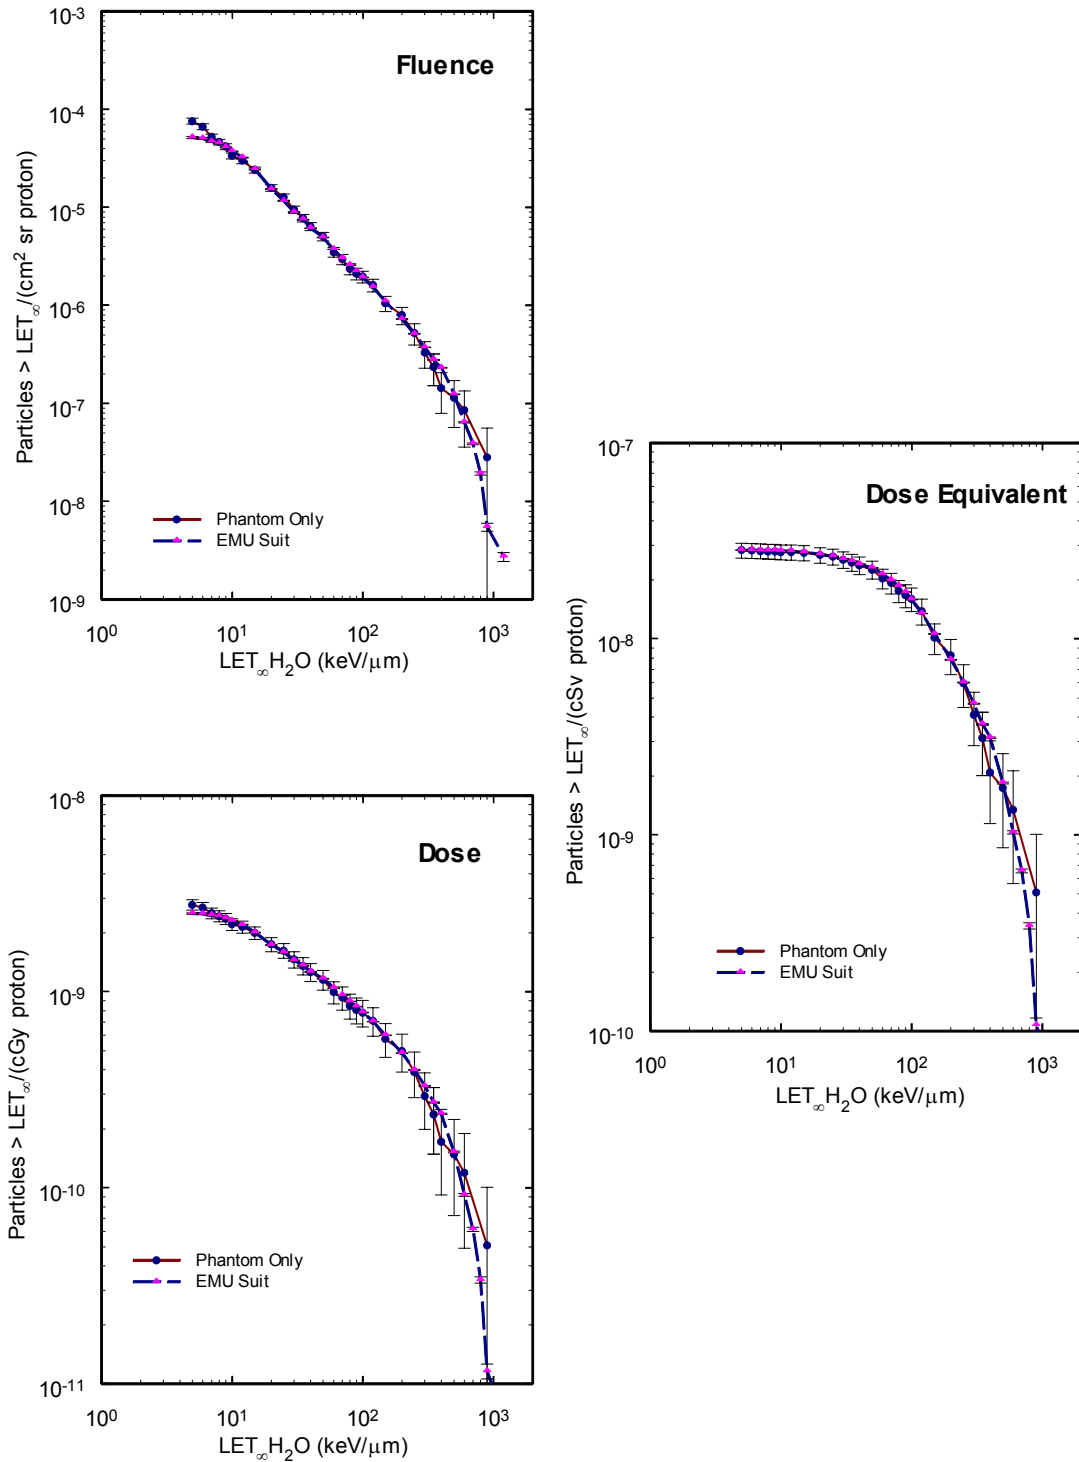 Fluence
10⁻³
10⁻⁴
10⁻⁵
10⁻⁶
10⁻⁷
10⁻⁸
10⁻⁹
Particles > LET∞/(cm² sr proton)
Phantom Only
EMU Suit
10⁰ 10¹ 10² 10³
LET∞H₂O (keV/μm)
Dose Equivalent
10⁻⁷
10⁻⁸
10⁻⁹
10⁻¹⁰
Particles > LET∞/(cSv proton)
Phantom Only
EMU Suit
10⁰ 10¹ 10² 10³
LET∞H₂O (keV/μm)
Dose
10⁻⁸
10⁻⁹
10⁻¹⁰
10⁻¹¹
Particles > LET∞/(cGy proton)
Phantom Only
EMU Suit
10⁰ 10¹ 10² 10³
LET∞H₂O (keV/μm)